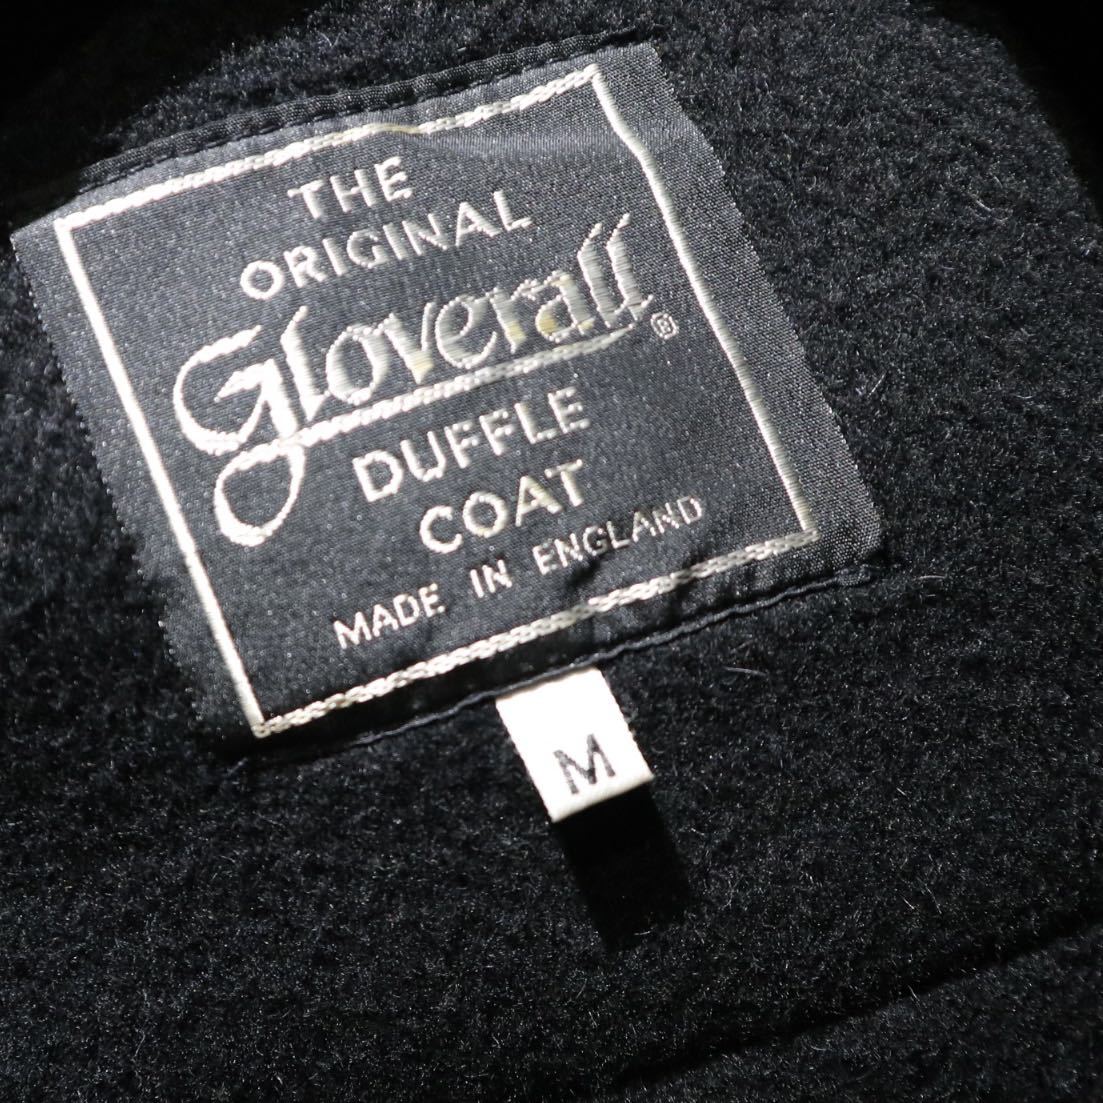 THE
ORIGINAL
Gloverall®
DUFFLE
COAT
MADE IN ENGLAND
M